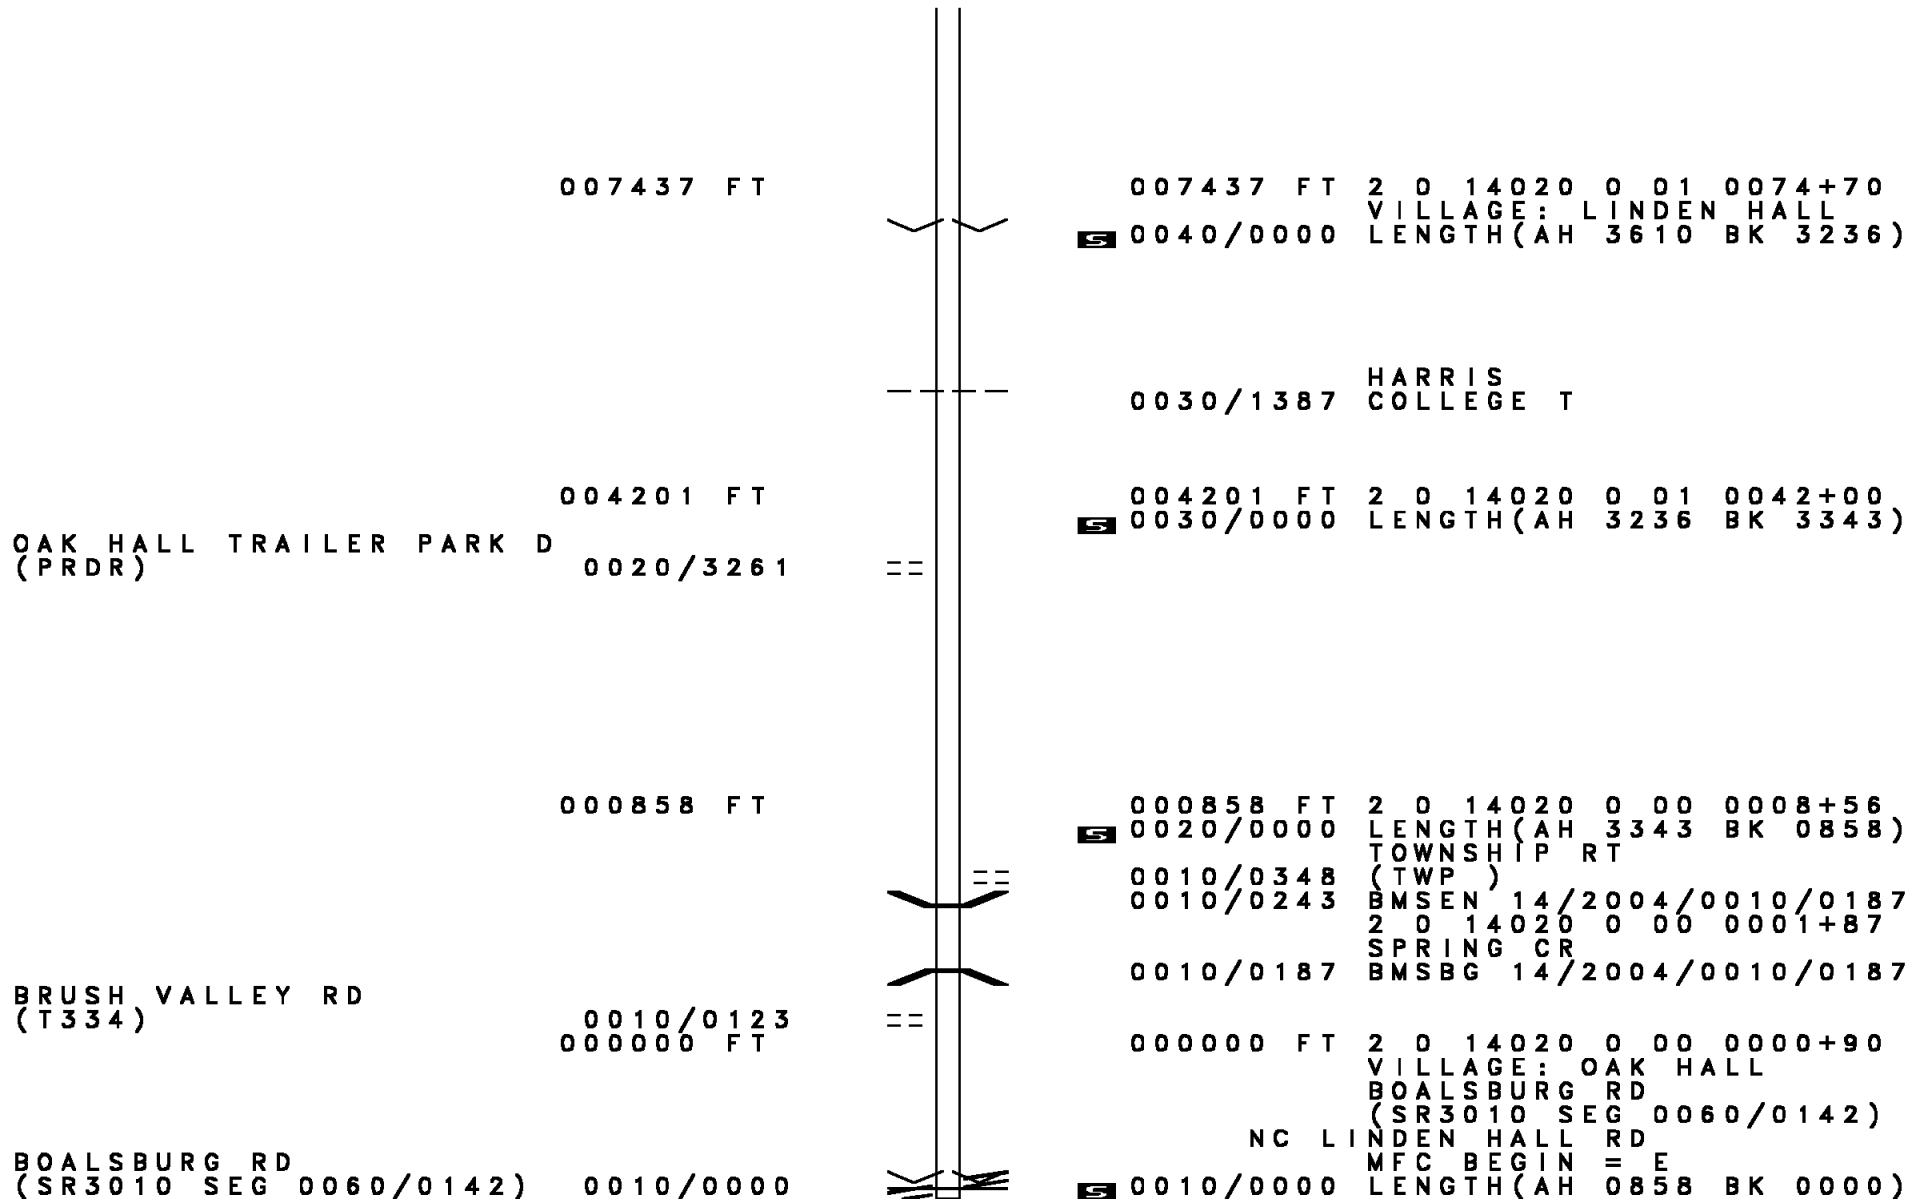 007437 FT 007437 FT 2 0 14020 0 01 0074+70
VILLAGE: LINDEN HALL
S 0040/0000 LENGTH(AH 3610 BK 3236)
HARRIS
0030/1387 COLLEGE T
004201 FT 004201 FT 2 0 14020 0 01 0042+00
S 0030/0000 LENGTH(AH 3236 BK 3343)
OAK HALL TRAILER PARK D
(PRDR) 0020/3261
000858 FT 000858 FT 2 0 14020 0 00 0008+56
S 0020/0000 LENGTH(AH 3343 BK 0858)
TOWNSHIP RT
0010/0348 (TWP )
0010/0243 BMSEN 14/2004/0010/0187
2 0 14020 0 00 0001+87
SPRING CR
0010/0187 BMSBG 14/2004/0010/0187
BRUSH VALLEY RD
(T334) 0010/0123
000000 FT 000000 FT 2 0 14020 0 00 0000+90
VILLAGE: OAK HALL
BOALSBURG RD
(SR3010 SEG 0060/0142)
NC LINDEN HALL RD
BOALSBURG RD MFC BEGIN = E
(SR3010 SEG 0060/0142) 0010/0000 S 0010/0000 LENGTH(AH 0858 BK 0000)